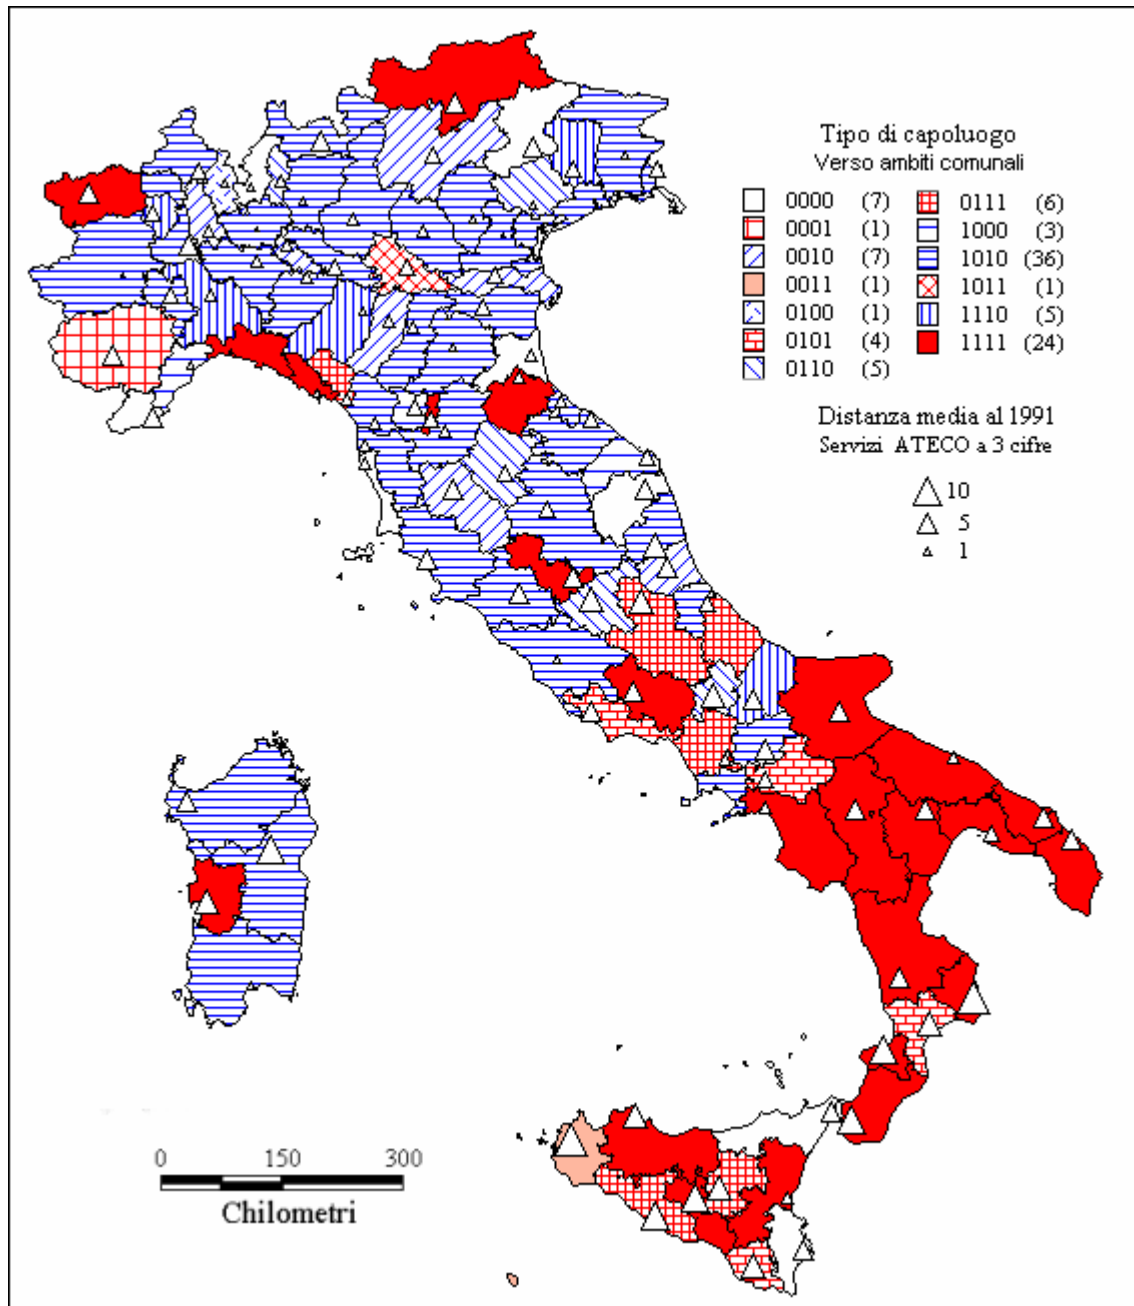 Tipo di capoluogo
Verso ambiti comunali
0000 (7)
0001 (1)
0010 (7)
0011 (1)
0100 (1)
0101 (4)
0110 (5)
0111 (6)
1000 (3)
1010 (36)
1011 (1)
1110 (5)
1111 (24)
Distanza media al 1991
Servizi ATECO a 3 cifre
10
5
1
0 150 300
Chilometri